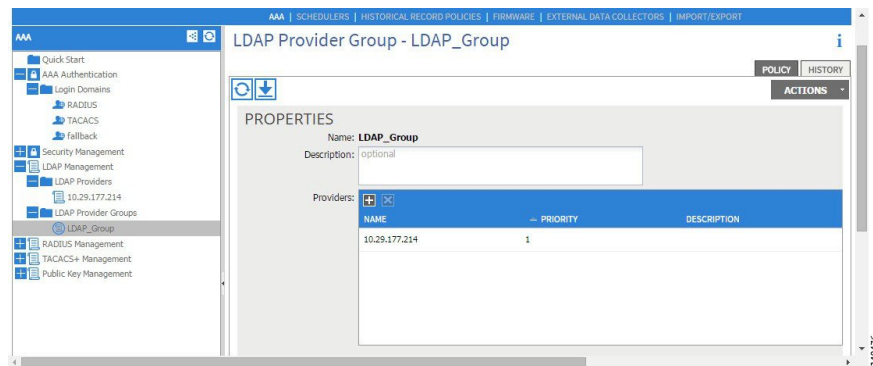 AAA | SCHEDULERS | HISTORICAL RECORD POLICIES | FIRMWARE | EXTERNAL DATA COLLECTORS | IMPORT/EXPORT
AAA
Quick Start
AAA Authentication
Login Domains
RADIUS
TACACS
fallback
Security Management
LDAP Management
LDAP Providers
10.29.177.214
LDAP Provider Groups
LDAP_Group
RADIUS Management
TACACS+ Management
Public Key Management
LDAP Provider Group - LDAP_Group
i
POLICY HISTORY
ACTIONS
PROPERTIES
Name: LDAP_Group
Description: optional
Providers:
NAME PRIORITY DESCRIPTION
10.29.177.214 1